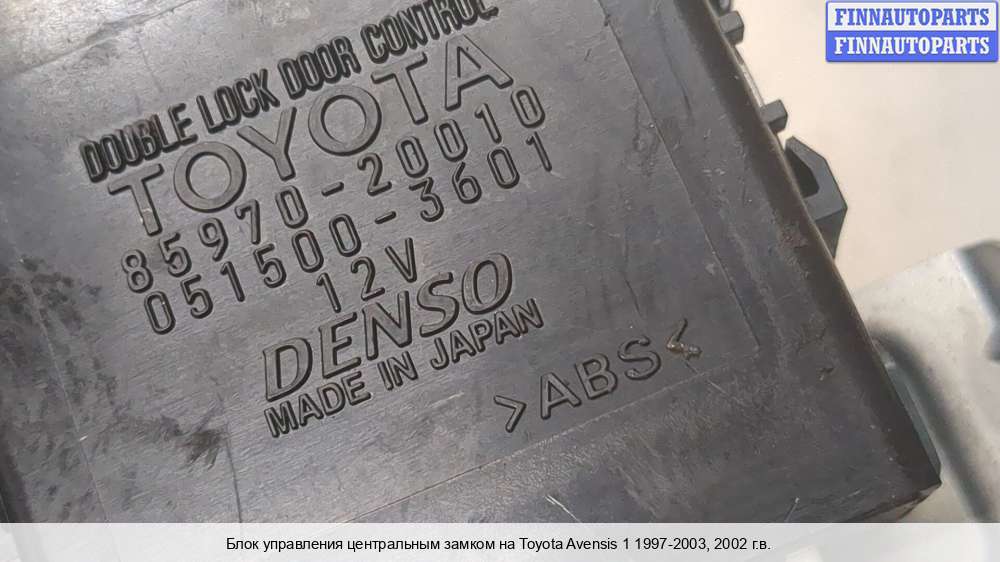 FINNAUTOPARTS
FINNAUTOPARTS
DOUBLE LOCK DOOR CONTROL
TOYOTA
85970-20010
051500-3601
12V
DENSO
MADE IN JAPAN
>ABS<
Блок управления центральным замком на Toyota Avensis 1 1997-2003, 2002 г.в.